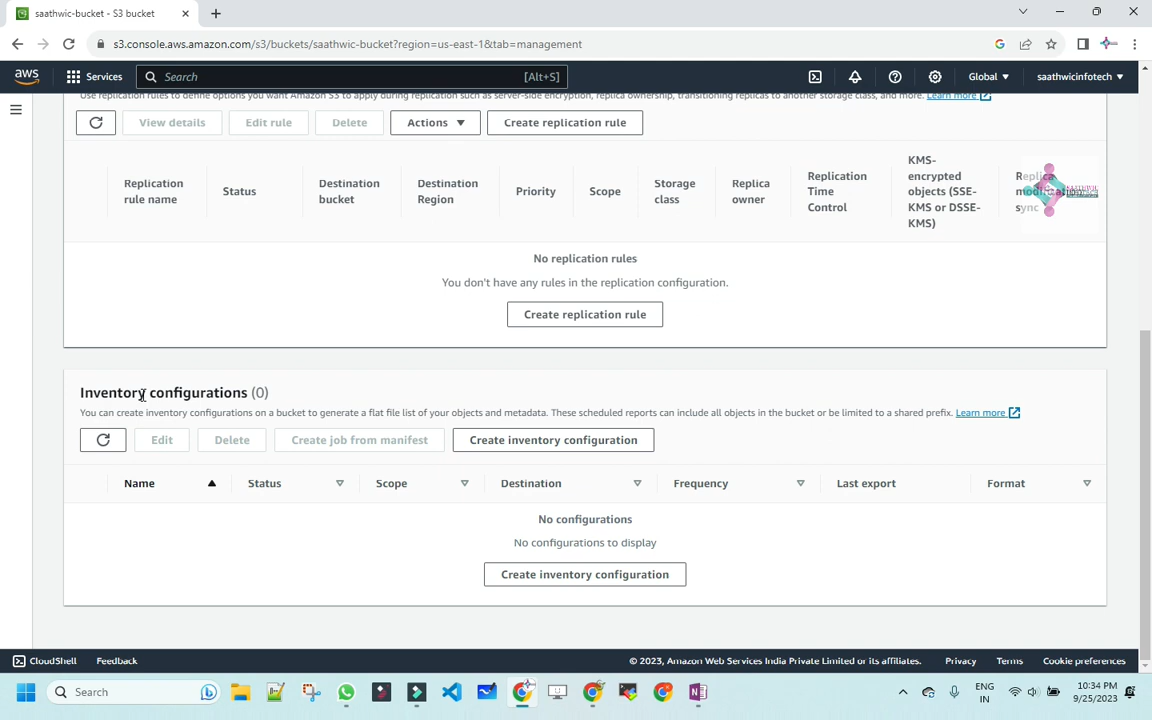 saathwic-bucket - S3 bucket
s3.console.aws.amazon.com/s3/buckets/saathwic-bucket?region=us-east-1&tab=management
aws
Services
Search
[Alt+S]
Global
saathwicinfotech
Use replication rules to define options you want Amazon S3 to apply during replication such as server-side encryption, replica ownership, transitioning replicas to another storage class, and more. Learn more
View details
Edit rule
Delete
Actions
Create replication rule
Replication rule name
Status
Destination bucket
Destination Region
Priority
Scope
Storage class
Replica owner
Replication Time Control
KMS-encrypted objects (SSE-KMS or DSSE-KMS)
Replica modification sync
No replication rules
You don't have any rules in the replication configuration.
Create replication rule
Inventory configurations (0)
You can create inventory configurations on a bucket to generate a flat file list of your objects and metadata. These scheduled reports can include all objects in the bucket or be limited to a shared prefix. Learn more
Edit
Delete
Create job from manifest
Create inventory configuration
Name
Status
Scope
Destination
Frequency
Last export
Format
No configurations
No configurations to display
Create inventory configuration
CloudShell
Feedback
© 2023, Amazon Web Services India Private Limited or its affiliates.
Privacy
Terms
Cookie preferences
Search
ENG
IN
10:34 PM
9/25/2023